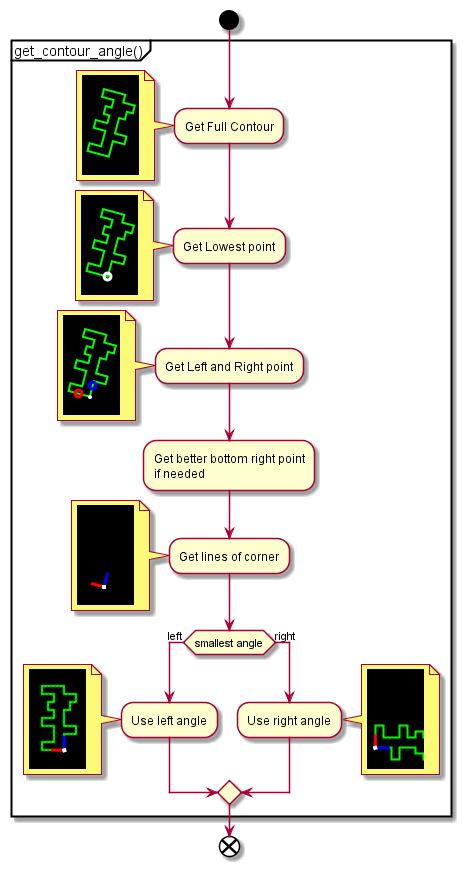 get_contour_angle()
Get Full Contour
Get Lowest point
Get Left and Right point
Get better bottom right point
if needed
Get lines of corner
left
smallest angle
right
Use left angle
Use right angle